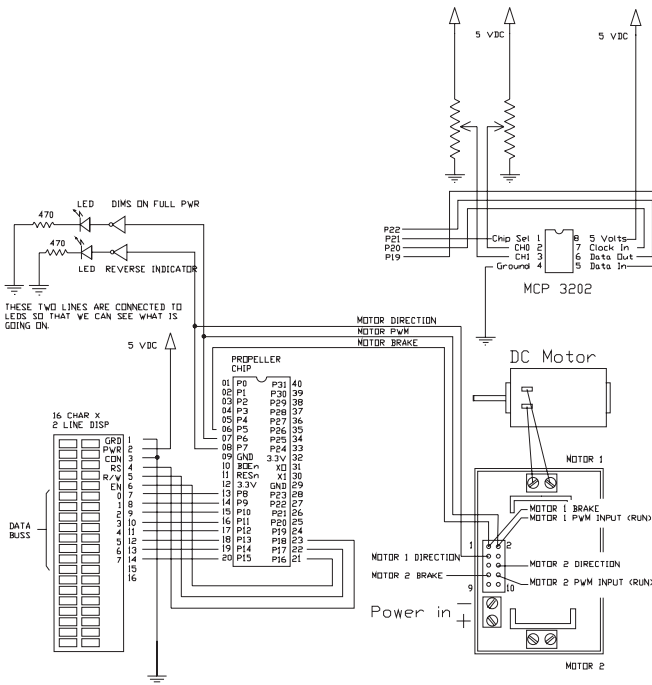 5 VDC
5 VDC
LED DIMS ON FULL PWR
470
470
LED REVERSE INDICATOR
THESE TWO LINES ARE CONNECTED TO
LEDS SO THAT WE CAN SEE WHAT IS
GOING ON.
P22
P21
P20
P19
Chip Sel 1 8 5 Volts
CH0 2 7 Clock In
CH1 3 6 Data Out
Ground 4 5 Data In
MCP 3202
MOTOR DIRECTION
MOTOR PWM
MOTOR BRAKE
5 VDC
PROPELLER
CHIP
01 P0 P31 40
02 P1 P30 39
03 P2 P29 38
04 P3 P28 37
05 P4 P27 36
06 P5 P26 35
07 P6 P25 34
08 P7 P24 33
09 GND 3.3V 32
10 BOEn XO 31
11 RESn XI 30
12 3.3V GND 29
13 P8 P23 28
14 P9 P22 27
15 P10 P21 26
16 P11 P20 25
17 P12 P19 24
18 P13 P18 23
19 P14 P17 22
20 P15 P16 21
16 CHAR X
2 LINE DISP
GRD 1
PWR 2
CON 3
RS 4
R/W 5
EN 6
0 7
1 8
2 9
3 10
4 11
5 12
6 13
7 14
15
16
DATA
BUSS
DC Motor
MOTOR 1
MOTOR 1 BRAKE
MOTOR 1 PWM INPUT (RUN)
1 2
MOTOR 1 DIRECTION
MOTOR 2 DIRECTION
MOTOR 2 BRAKE
MOTOR 2 PWM INPUT (RUN)
9 10
Power in
MOTOR 2